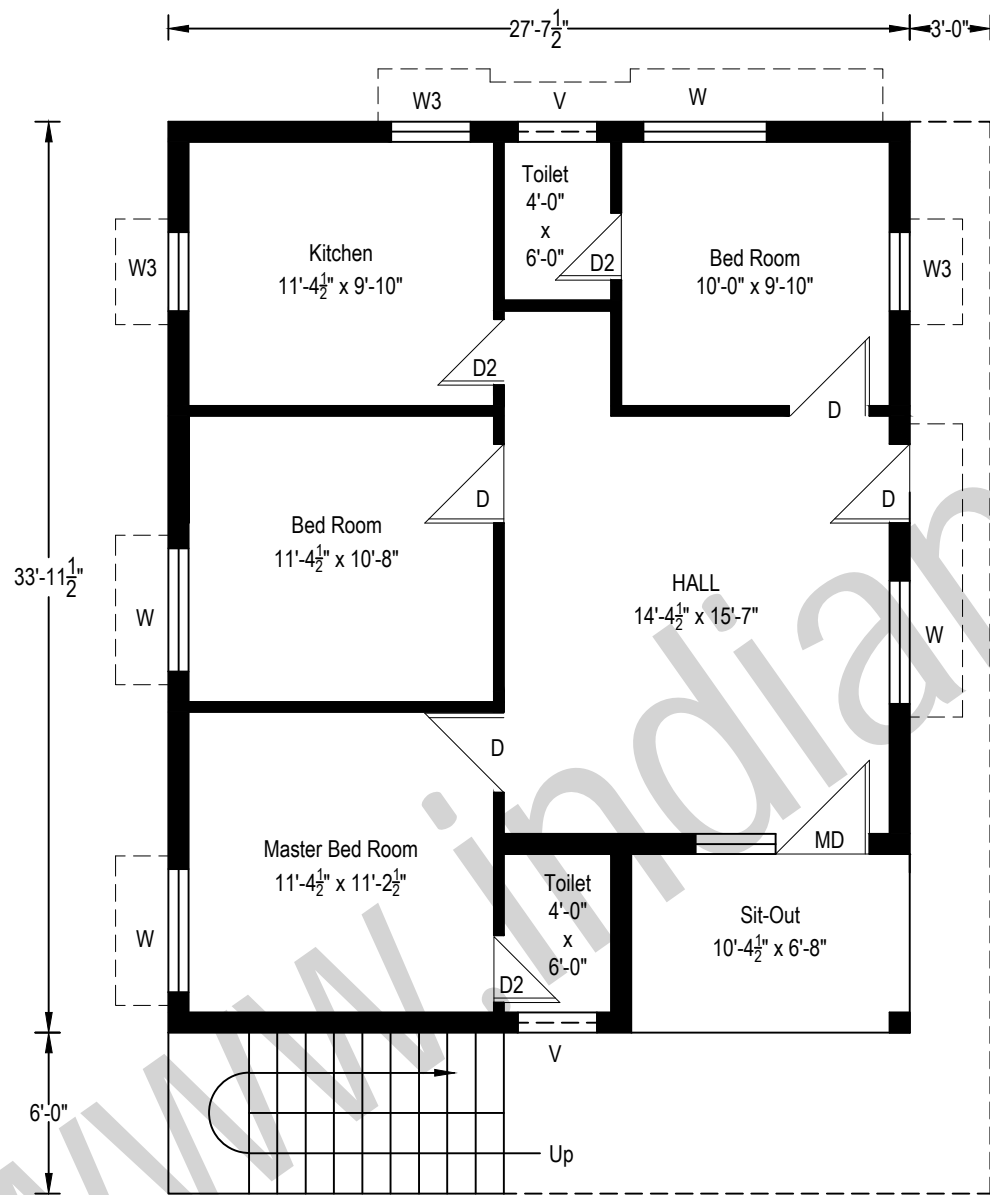 27'-7½"
3'-0"
W3
V
W
Toilet
4'-0"
x
6'-0"
Kitchen
11'-4½" x 9'-10"
Bed Room
10'-0" x 9'-10"
W3
W3
D2
D2
D
D
D
Bed Room
11'-4½" x 10'-8"
33'-11½"
HALL
14'-4½" x 15'-7"
W
W
D
MD
Master Bed Room
11'-4½" x 11'-2½"
Toilet
4'-0"
x
6'-0"
Sit-Out
10'-4½" x 6'-8"
W
D2
V
6'-0"
Up
www.indian